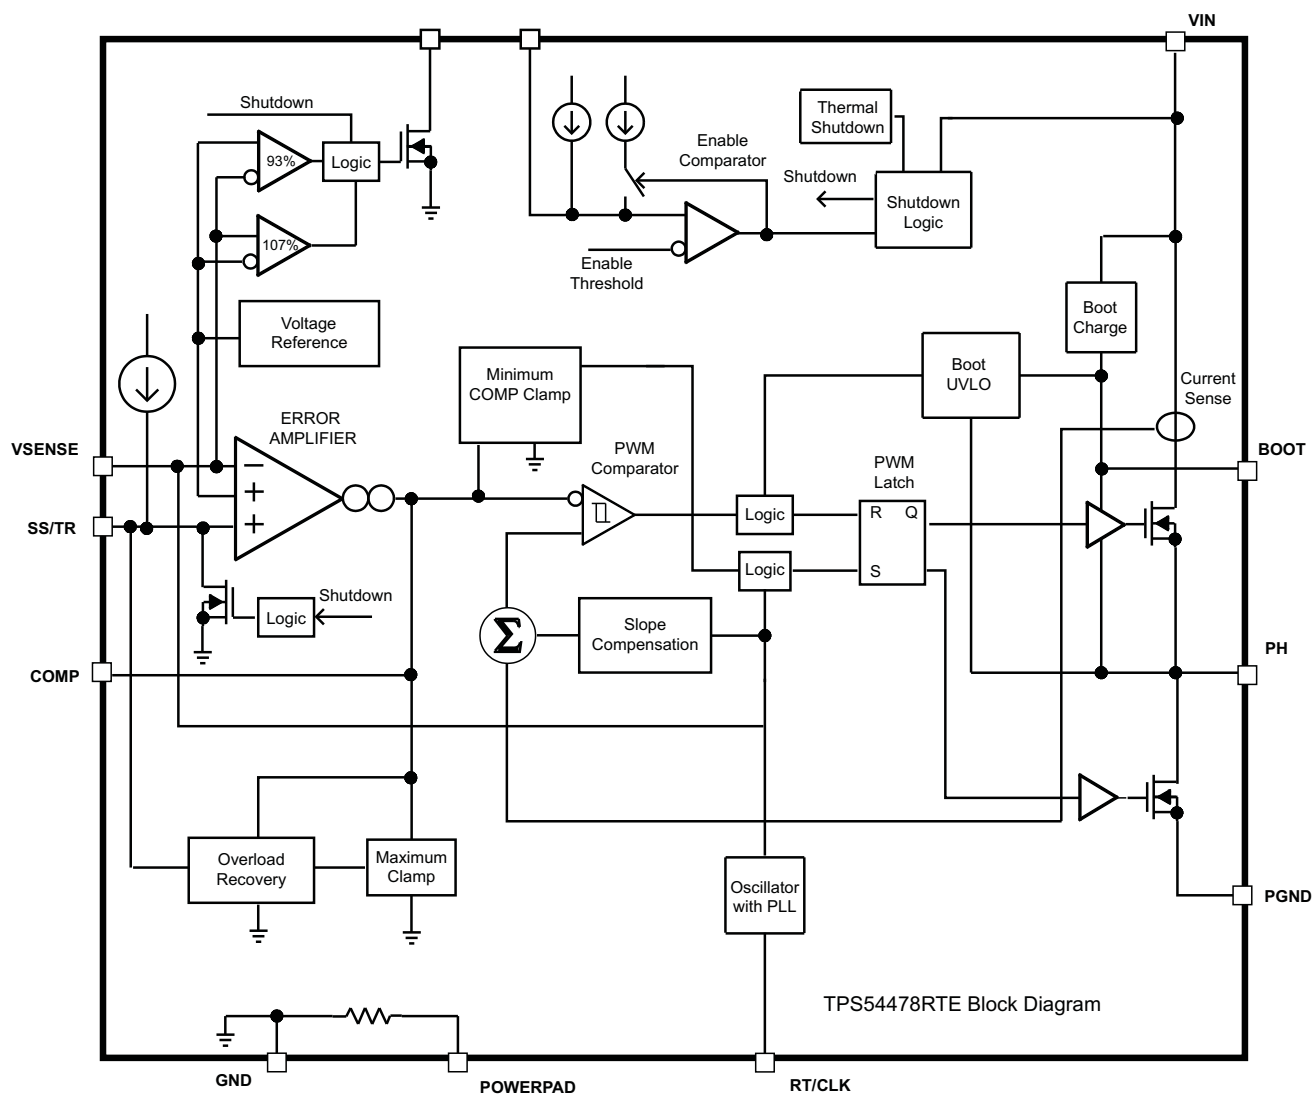 VIN
Shutdown
93%
Logic
107%
Enable
Comparator
Enable
Threshold
Thermal
Shutdown
Shutdown
Shutdown
Logic
Voltage
Reference
Boot
Charge
Minimum
COMP Clamp
Boot
UVLO
Current
Sense
ERROR
AMPLIFIER
VSENSE
PWM
Comparator
PWM
Latch
BOOT
−
+
+
SS/TR
Logic
R Q
Logic
S
Shutdown
Logic
Σ
Slope
Compensation
COMP
PH
Overload
Recovery
Maximum
Clamp
Oscillator
with PLL
PGND
TPS54478RTE Block Diagram
GND
POWERPAD
RT/CLK